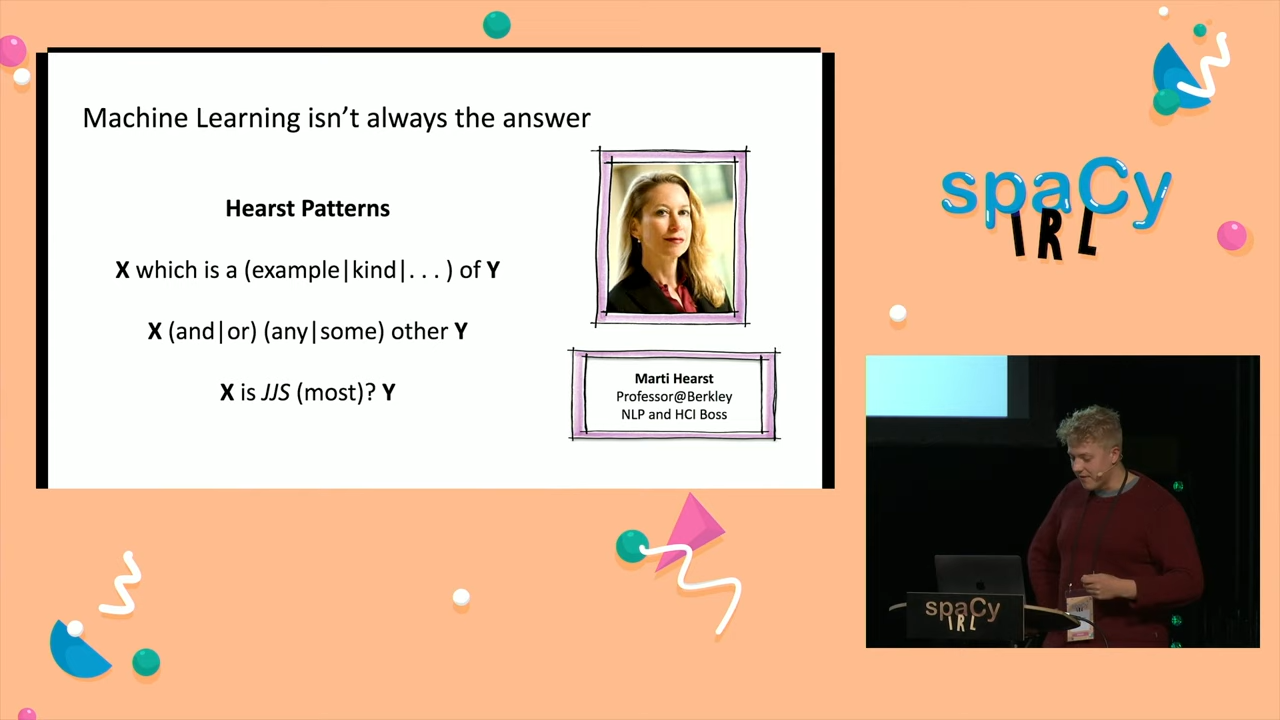 Machine Learning isn’t always the answer
Hearst Patterns
X which is a (example|kind|. . . ) of Y
X (and|or) (any|some) other Y
X is JJS (most)? Y
Marti Hearst
Professor@Berkley
NLP and HCI Boss
spaCy
IRL
spaCy
IRL